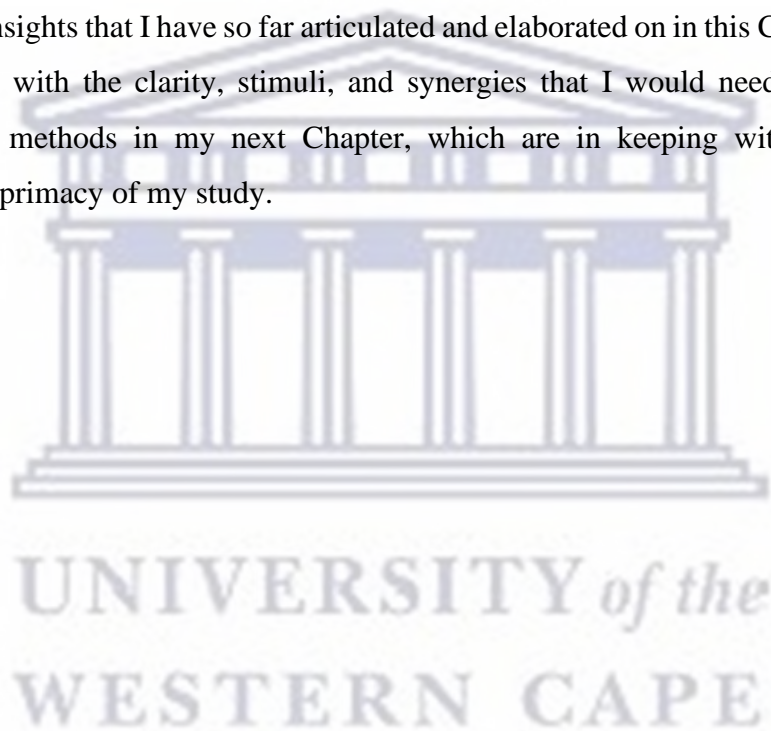 nsights that I have so far articulated and elaborated on in this C
with the clarity, stimuli, and synergies that I would need
methods in my next Chapter, which are in keeping wit
primacy of my study.
UNIVERSITY of the
WESTERN CAPE